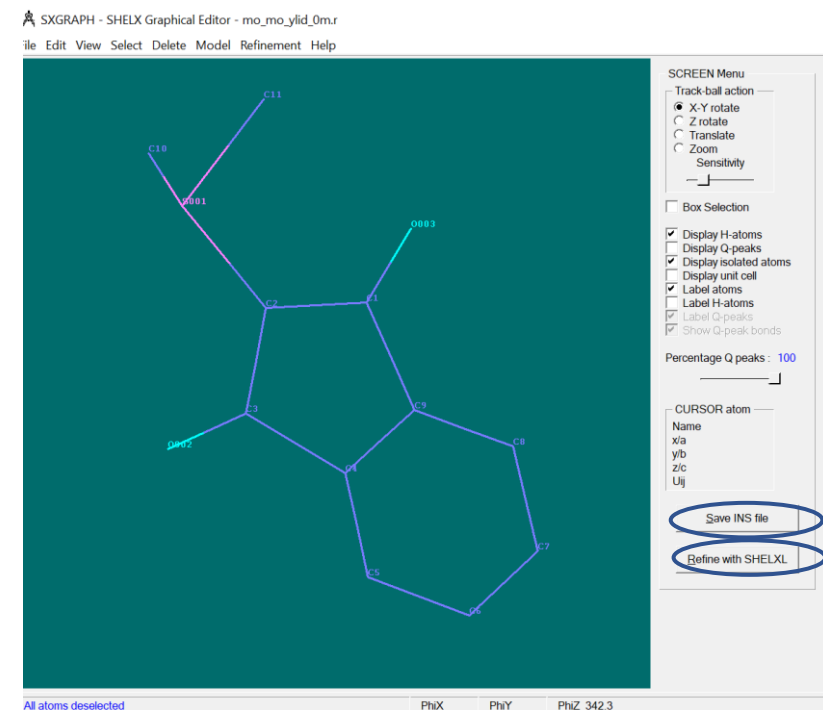 SXGRAPH - SHELX Graphical Editor - mo_mo_ylid_0m.r
ile Edit View Select Delete Model Refinement Help
SCREEN Menu
Track-ball action
X-Y rotate
Z rotate
Translate
Zoom
Sensitivity
Box Selection
Display H-atoms
Display Q-peaks
Display isolated atoms
Display unit cell
Label atoms
Label H-atoms
Label Q-peaks
Show Q-peak bonds
Percentage Q peaks : 100
CURSOR atom
Name
x/a
y/b
z/c
Uij
Save INS file
Refine with SHELXL
C11
C10
S001
O003
C2
C1
C3
C9
O002
C4
C8
C7
C5
C6
All atoms deselected PhiX PhiY PhiZ 342.3